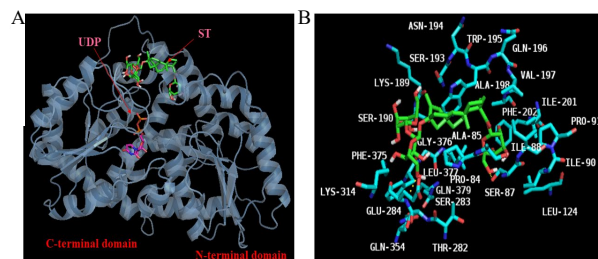 A
UDP
ST
C-terminal domain
N-terminal domain
B
ASN-194
TRP-195
GLN-196
SER-193
VAL-197
LYS-189
ALA-198
ILE-201
PHE-202
SER-190
PRO-91
ALA-85
GLY-376
ILE-88
PHE-375
ILE-90
LEU-377
PRO-84
LYS-314
GLN-379
SER-87
SER-283
LEU-124
GLU-284
GLN-354
THR-282